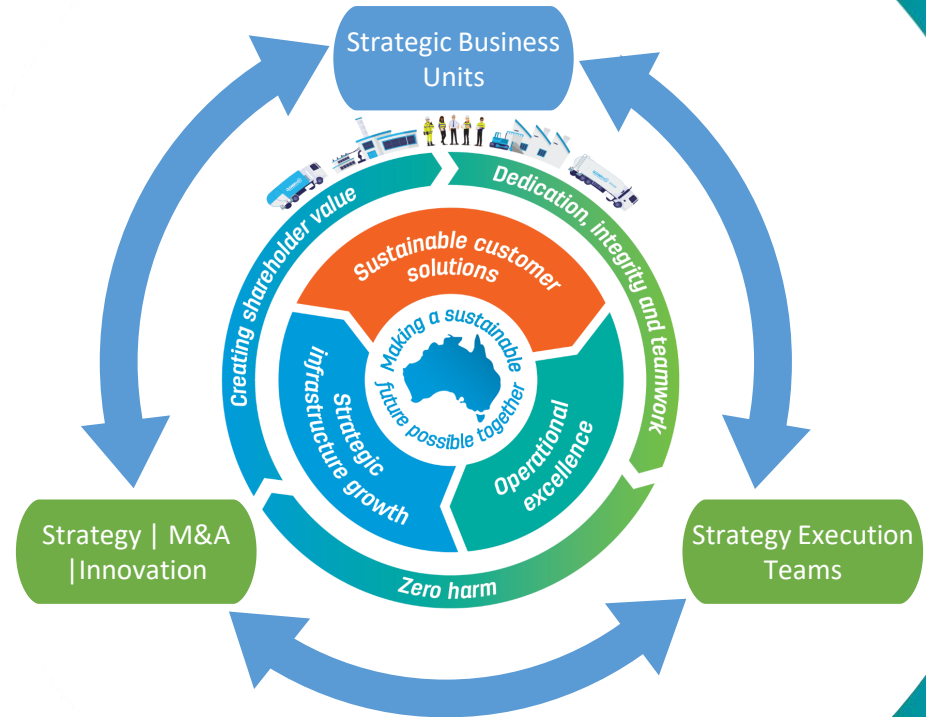 Strategic Business
Units
Creating shareholder value
Dedication, integrity and teamwork
Sustainable customer
solutions
Making a sustainable
future possible together
Strategic
infrastructure growth
Operational
excellence
Strategy | M&A
|Innovation
Strategy Execution
Teams
Zero harm